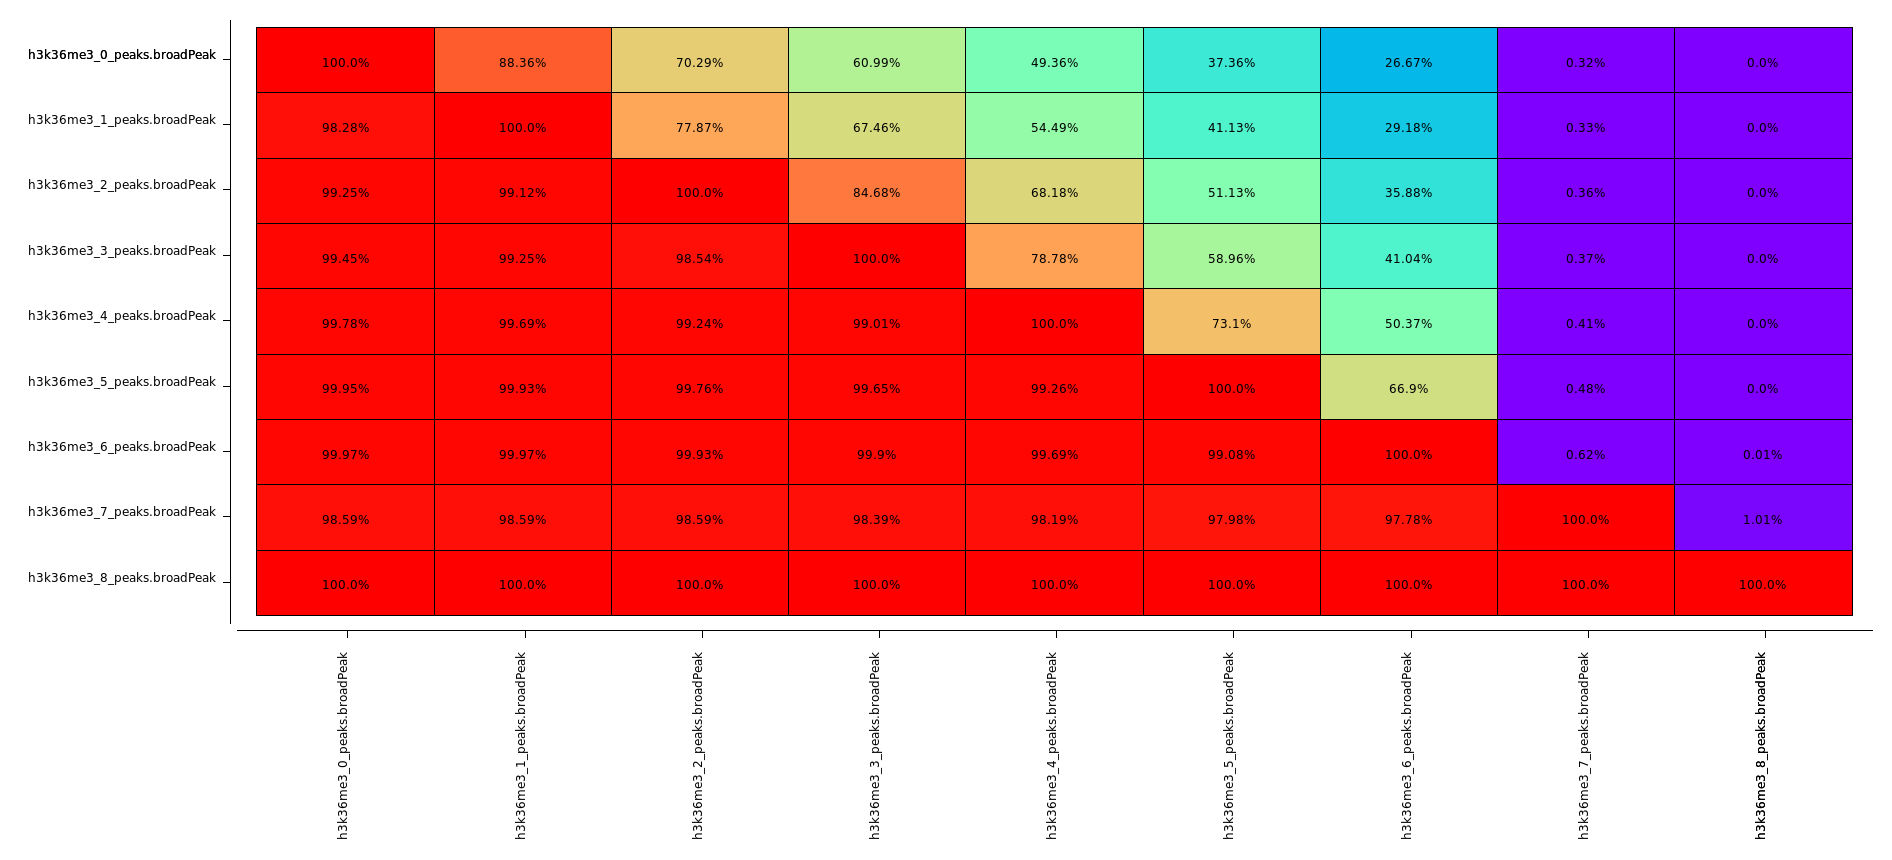 h3k36me3_0_peaks.broadPeak 100.0% 88.36% 70.29% 60.99% 49.36% 37.36% 26.67% 0.32% 0.0%
h3k36me3_1_peaks.broadPeak 98.28% 100.0% 77.87% 67.46% 54.49% 41.13% 29.18% 0.33% 0.0%
h3k36me3_2_peaks.broadPeak 99.25% 99.12% 100.0% 84.68% 68.18% 51.13% 35.88% 0.36% 0.0%
h3k36me3_3_peaks.broadPeak 99.45% 99.25% 98.54% 100.0% 78.78% 58.96% 41.04% 0.37% 0.0%
h3k36me3_4_peaks.broadPeak 99.78% 99.69% 99.24% 99.01% 100.0% 73.1% 50.37% 0.41% 0.0%
h3k36me3_5_peaks.broadPeak 99.95% 99.93% 99.76% 99.65% 99.26% 100.0% 66.9% 0.48% 0.0%
h3k36me3_6_peaks.broadPeak 99.97% 99.97% 99.93% 99.9% 99.69% 99.08% 100.0% 0.62% 0.01%
h3k36me3_7_peaks.broadPeak 98.59% 98.59% 98.59% 98.39% 98.19% 97.98% 97.78% 100.0% 1.01%
h3k36me3_8_peaks.broadPeak 100.0% 100.0% 100.0% 100.0% 100.0% 100.0% 100.0% 100.0% 100.0%
h3k36me3_0_peaks.broadPeak
h3k36me3_1_peaks.broadPeak
h3k36me3_2_peaks.broadPeak
h3k36me3_3_peaks.broadPeak
h3k36me3_4_peaks.broadPeak
h3k36me3_5_peaks.broadPeak
h3k36me3_6_peaks.broadPeak
h3k36me3_7_peaks.broadPeak
h3k36me3_8_peaks.broadPeak